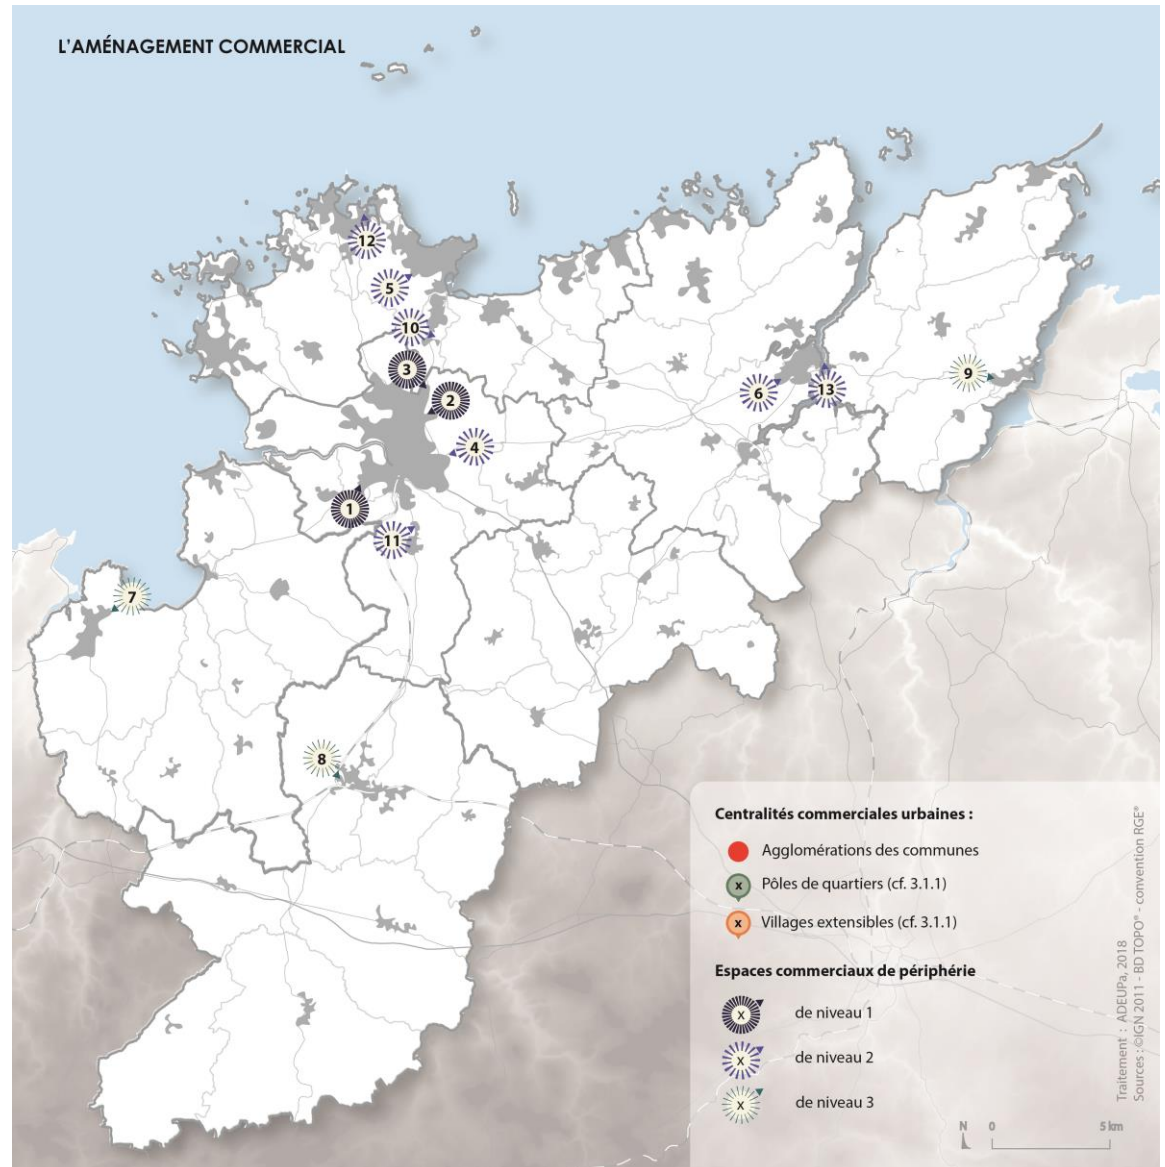 L'AMÉNAGEMENT COMMERCIAL
12
5
10
3
2
6
13
9
4
1
11
7
8
Centralités commerciales urbaines :
Agglomérations des communes
x Pôles de quartiers (cf. 3.1.1)
x Villages extensibles (cf. 3.1.1)
Espaces commerciaux de périphérie
x de niveau 1
x de niveau 2
x de niveau 3
N 0 5 km
Traitement : ADEUPa, 2018
Sources : ©IGN 2011 - BD TOPO® - convention RGE®